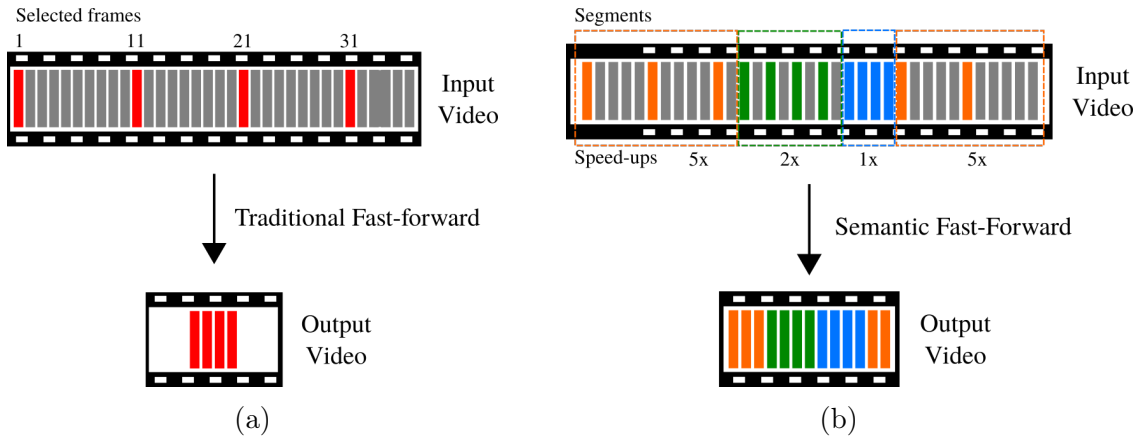 Selected frames
1 11 21 31
Input
Video
Traditional Fast-forward
Output
Video
(a)
Segments
Input
Video
Speed-ups 5x 2x 1x 5x
Semantic Fast-Forward
Output
Video
(b)